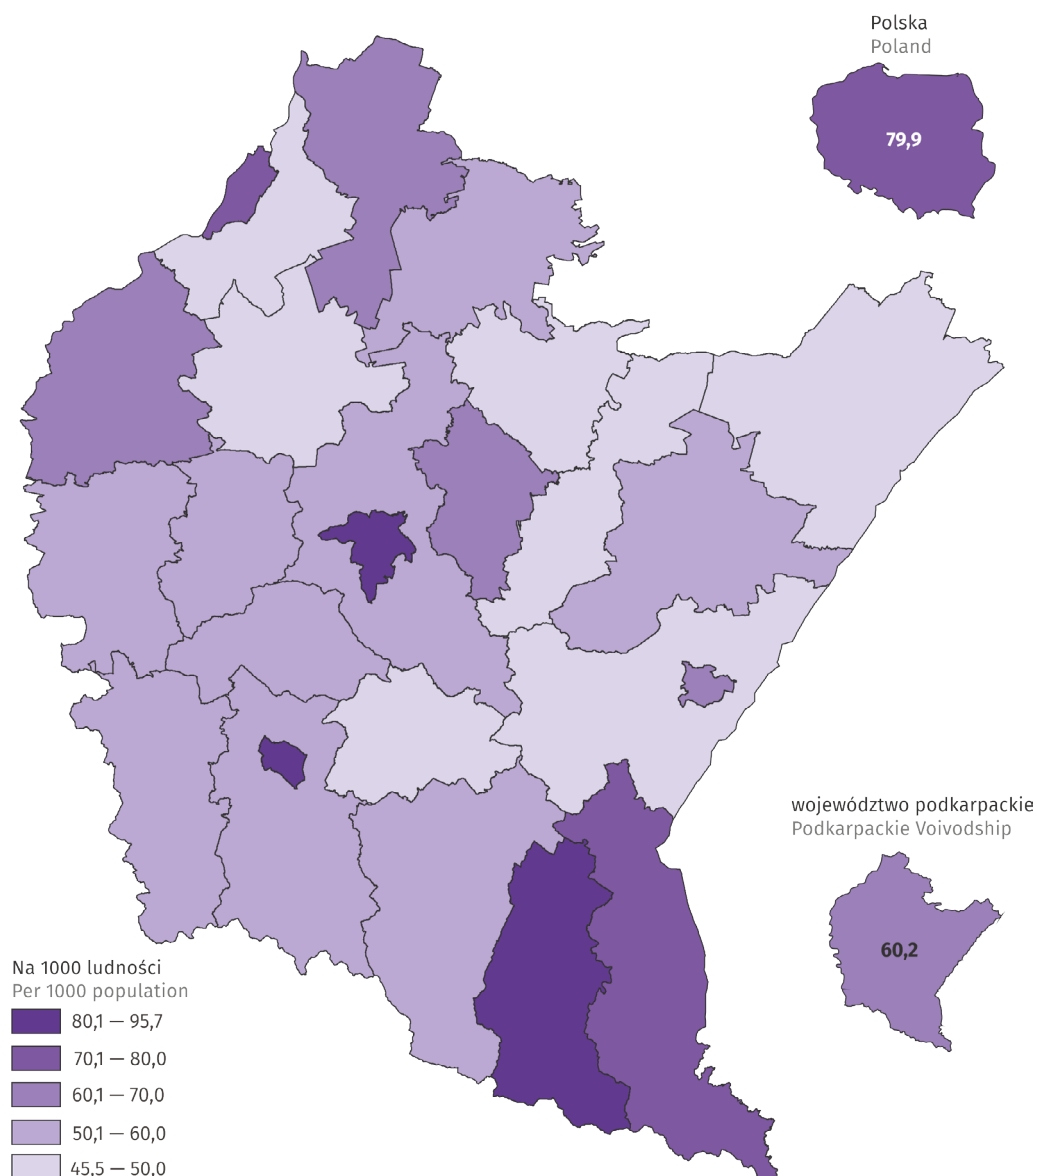 Polska
Poland
79,9
województwo podkarpackie
Podkarpackie Voivodship
60,2
Na 1000 ludności
Per 1000 population
80,1 — 95,7
70,1 — 80,0
60,1 — 70,0
50,1 — 60,0
45,5 — 50,0